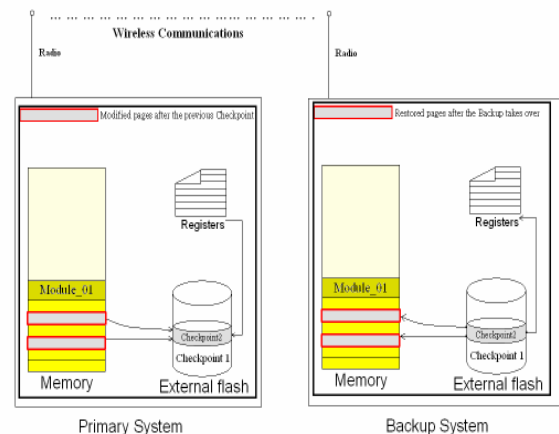 Wireless Communications
Radio
Radio
Modified pages after the previous Checkpoint
Registers
Module_01
Checkpoint2
Checkpoint 1
Memory
External flash
Primary System
Restored pages after the Backup takes over
Registers
Module_01
Checkpoint2
Checkpoint 1
Memory
External flash
Backup System